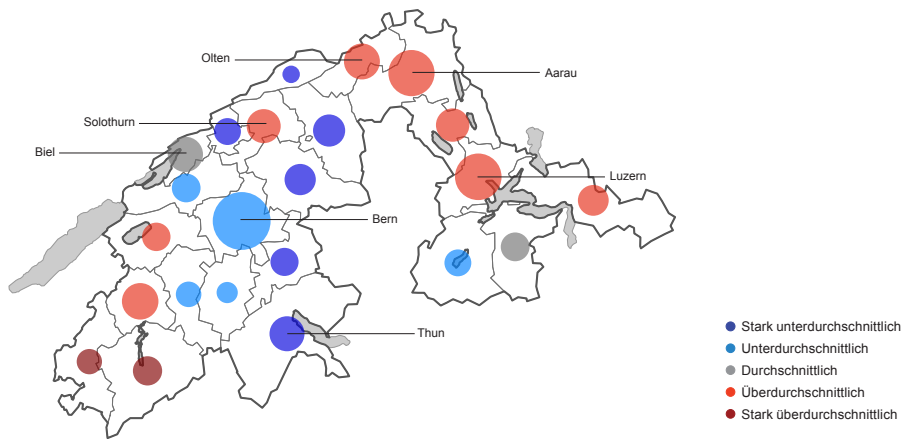 Olten
Aarau
Solothurn
Biel
Luzern
Bern
Thun
Stark unterdurchschnittlich
Unterdurchschnittlich
Durchschnittlich
Überdurchschnittlich
Stark überdurchschnittlich